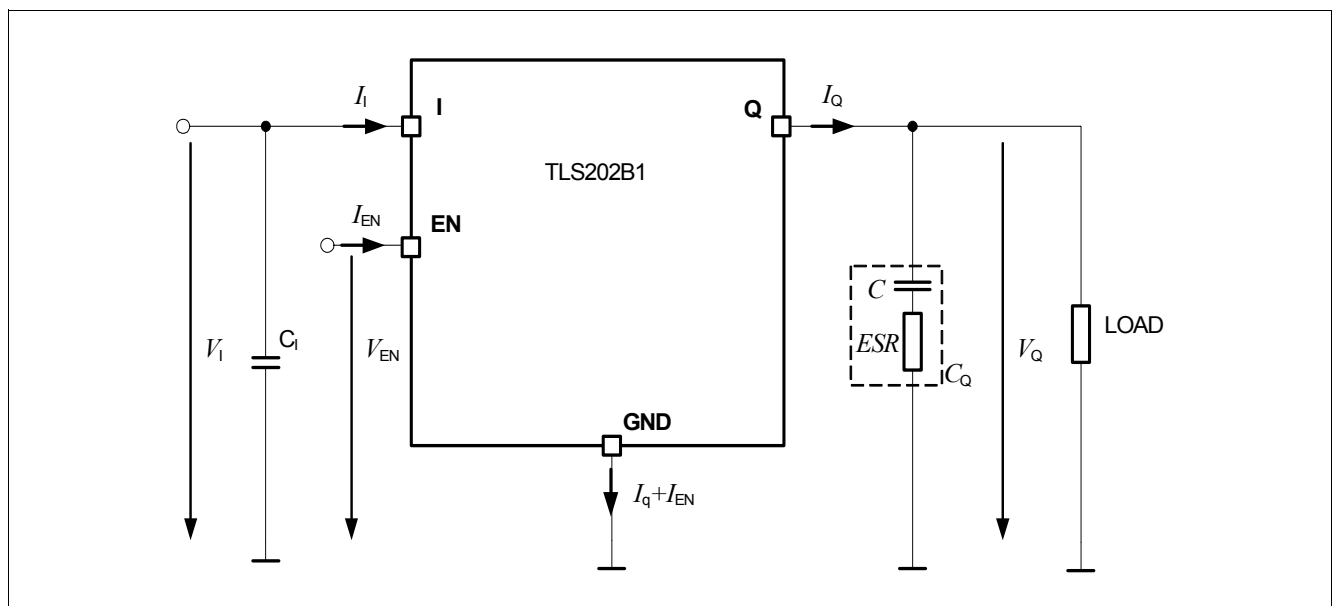 I_I
I
Q
I_Q
TLS202B1
I_EN
EN
C
LOAD
V_I
C_I
V_EN
ESR
V_Q
C_Q
GND
I_q+I_EN